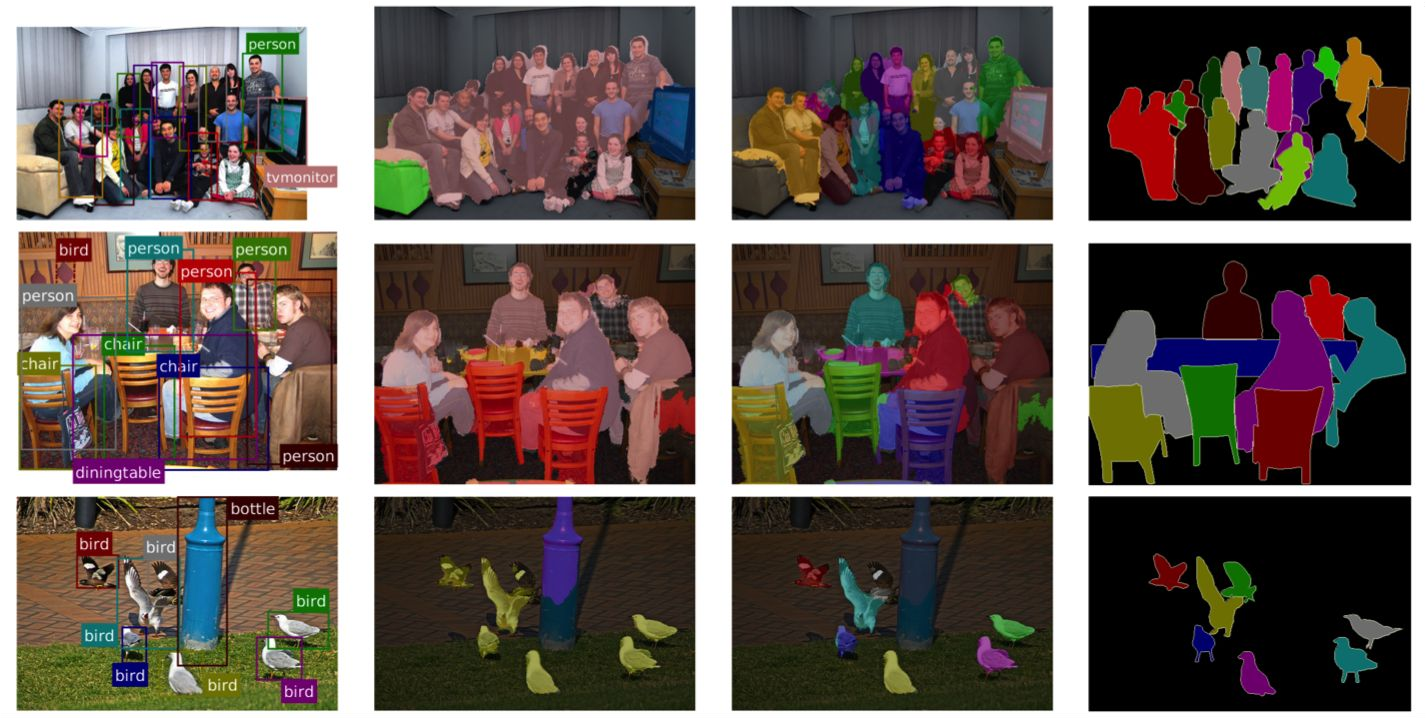 person
tvmonitor
bird
person
person
person
person
chair
chair
chair
person
diningtable
bottle
bird
bird
bird
bird
bird
bird
bird